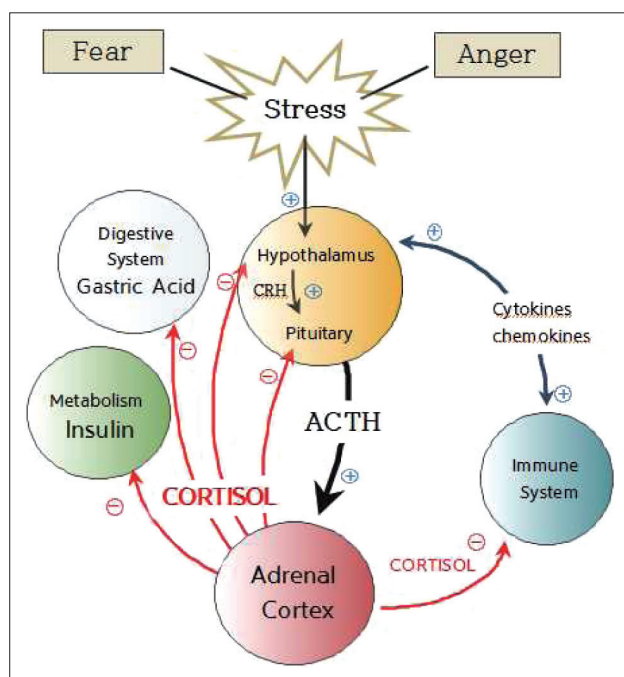 Fear
Anger
Stress
⊕
⊕
Digestive
System
Gastric Acid
Hypothalamus
⊖
CRH ⊕
Cytokines
chemokines
Pituitary
⊖
⊖
⊕
Metabolism
Insulin
ACTH
Immune
System
⊕
CORTISOL
⊖
⊖
Adrenal
Cortex
CORTISOL